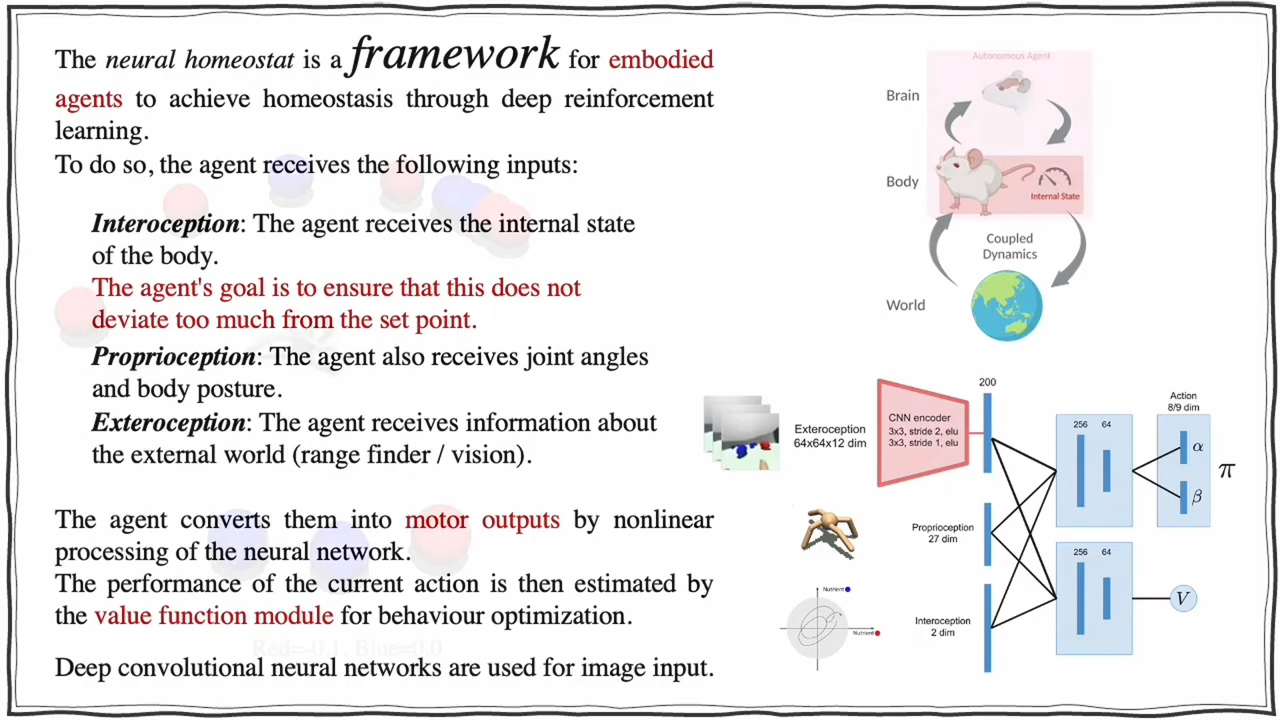 The neural homeostat is a framework for embodied
agents to achieve homeostasis through deep reinforcement
learning.
To do so, the agent receives the following inputs:
Interoception: The agent receives the internal state
of the body.
The agent's goal is to ensure that this does not
deviate too much from the set point.
Proprioception: The agent also receives joint angles
and body posture.
Exteroception: The agent receives information about
the external world (range finder / vision).
The agent converts them into motor outputs by nonlinear
processing of the neural network.
The performance of the current action is then estimated by
the value function module for behaviour optimization.
Red=-0.1, Blue=0.0
Deep convolutional neural networks are used for image input.
Autonomous Agent
Brain
Body
Internal State
Coupled
Dynamics
World
200
Exteroception
64x64x12 dim
CNN encoder
3x3, stride 2, elu
3x3, stride 1, elu
256 64
Action
8/9 dim
α
β
π
Proprioception
27 dim
256 64
V
Nutrient
Nutrient
Interoception
2 dim